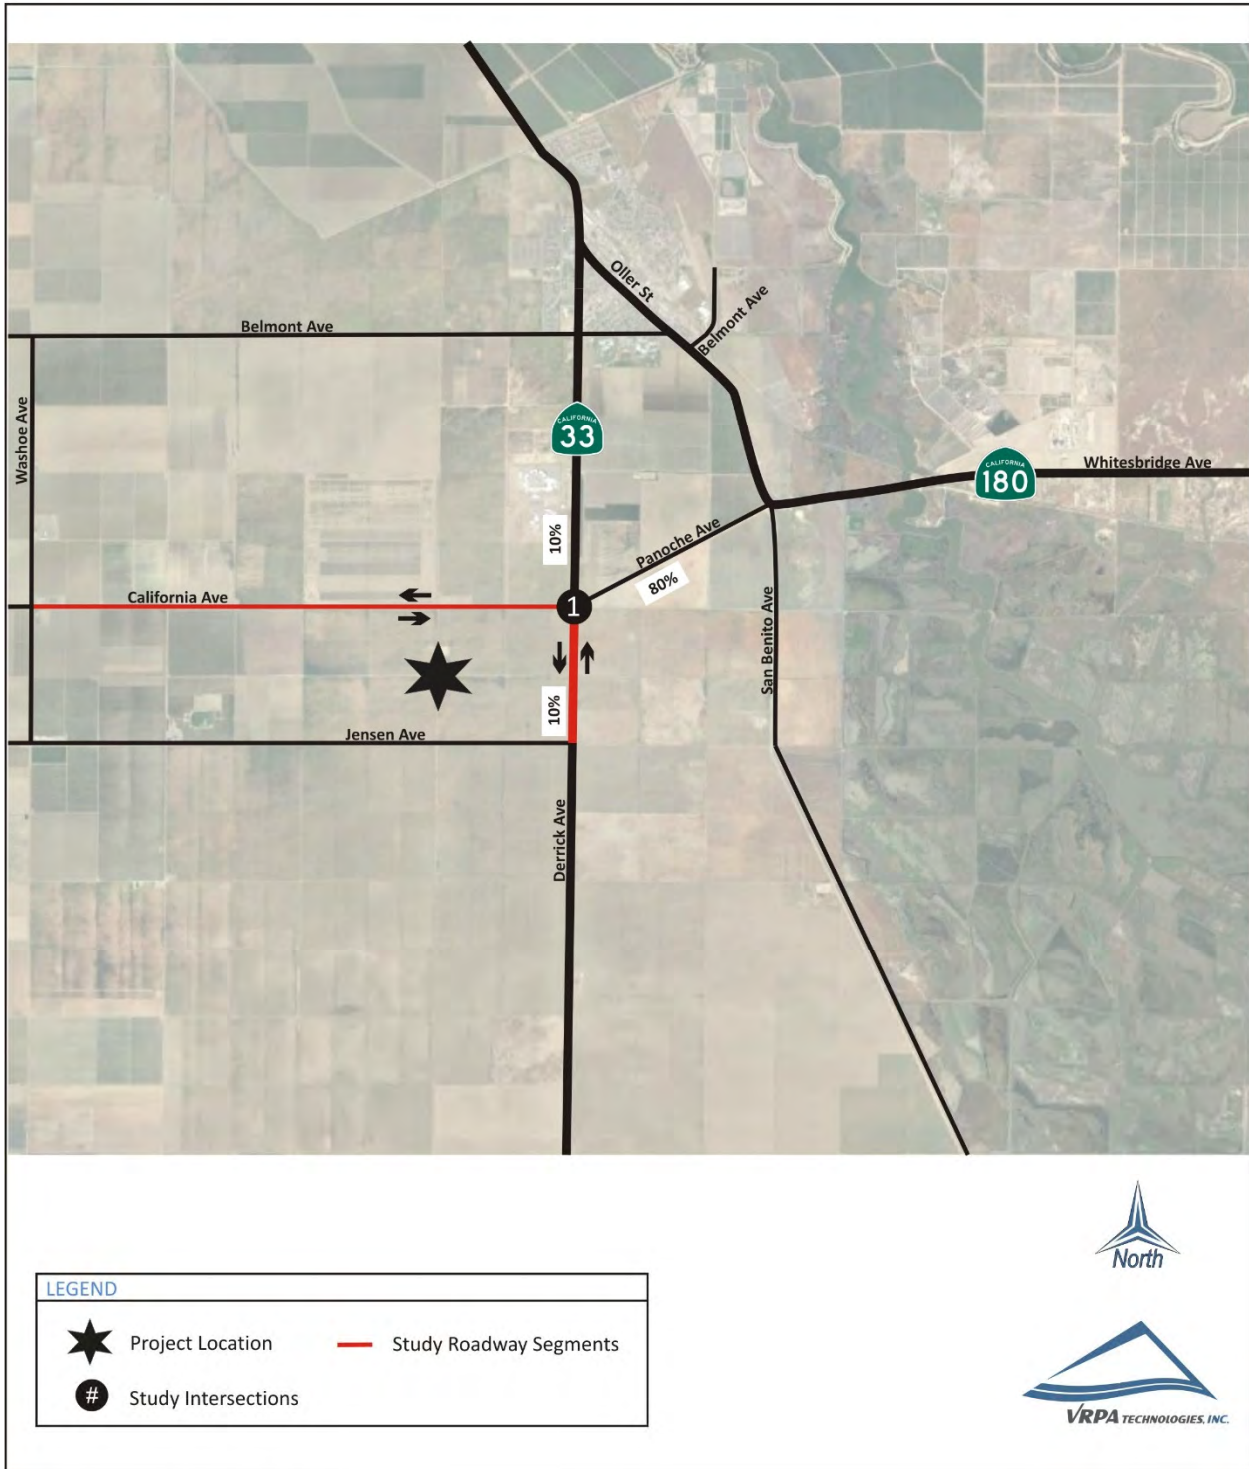 Oller St
Belmont Ave
Belmont Ave
Washoe Ave
CALIFORNIA
33
CALIFORNIA
180
Whitesbridge Ave
10%
Panoche Ave
80%
California Ave
1
San Benito Ave
10%
Jensen Ave
Derrick Ave
North
LEGEND
Project Location
Study Roadway Segments
#
Study Intersections
VRPA TECHNOLOGIES, INC.